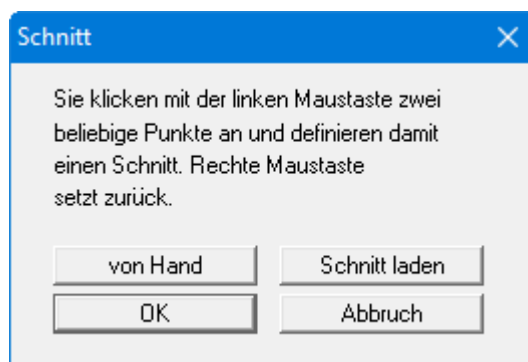 Schnitt
Sie klicken mit der linken Maustaste zwei
beliebige Punkte an und definieren damit
einen Schnitt. Rechte Maustaste
setzt zurück.
von Hand
Schnitt laden
OK
Abbruch